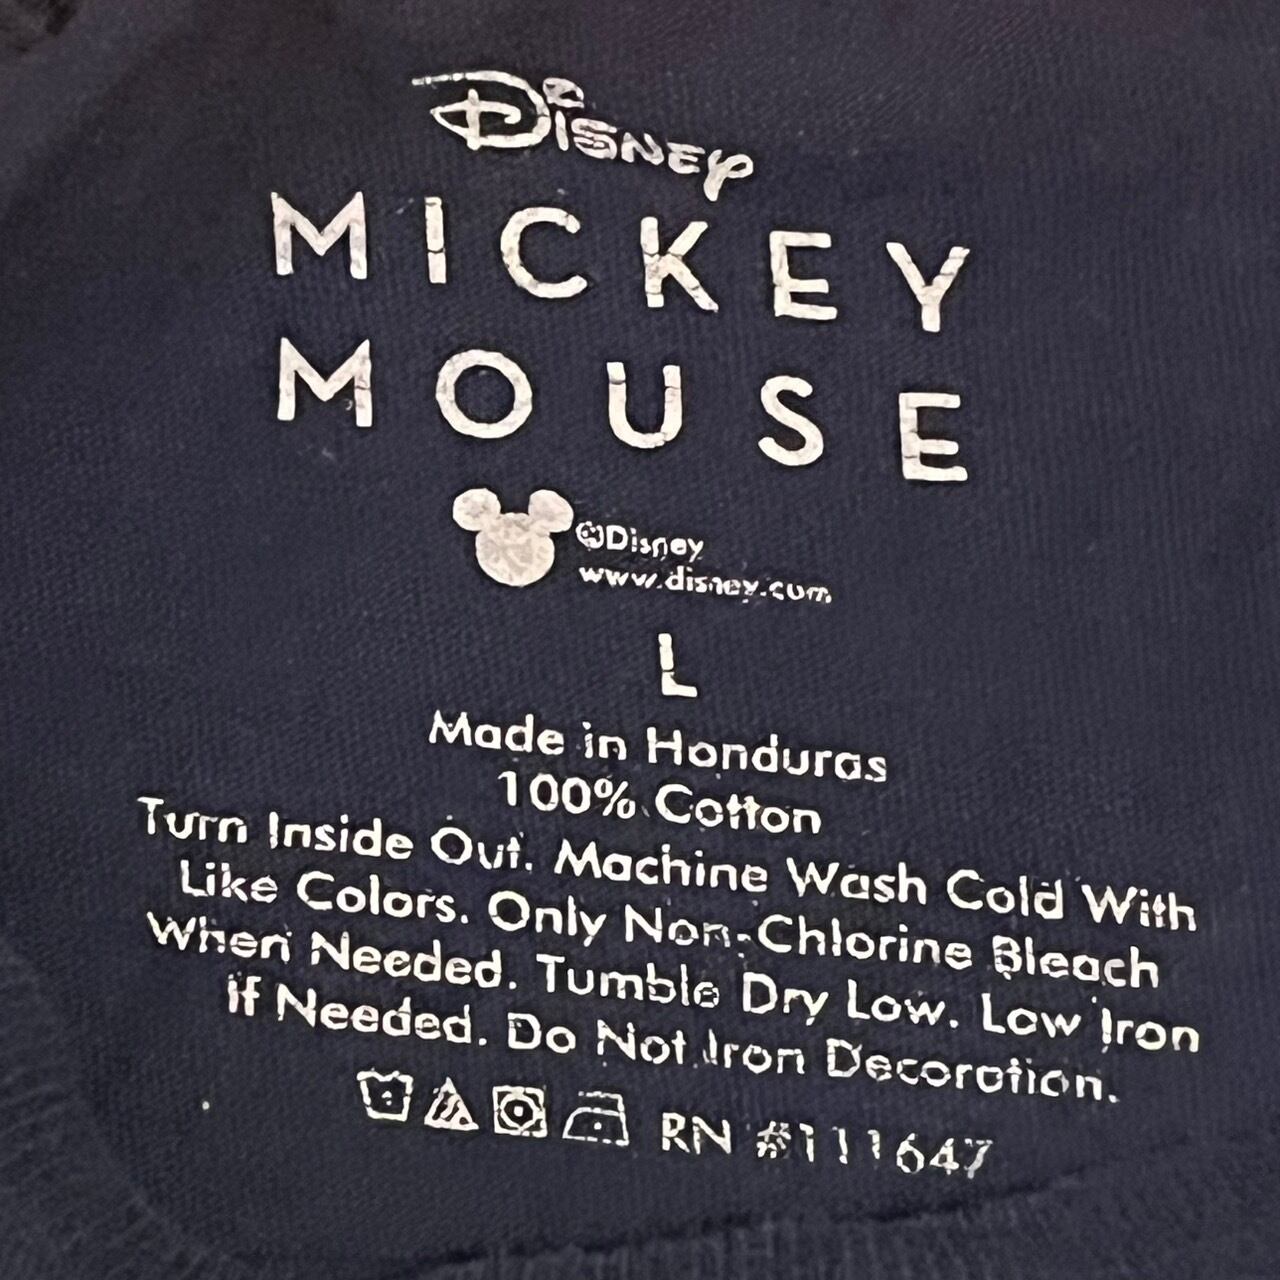 Disney
MICKEY
MOUSE
©Disney
www.disney.com
L
Made in Honduras
100% Cotton
Turn Inside Out. Machine Wash Cold With
Like Colors. Only Non-Chlorine Bleach
When Needed. Tumble Dry Low. Low Iron
If Needed. Do Not Iron Decoration.
RN #111647